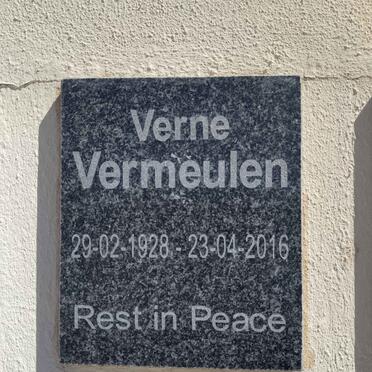 Verne
Vermeulen
29-02-1928 - 23-04-2016
Rest in Peace